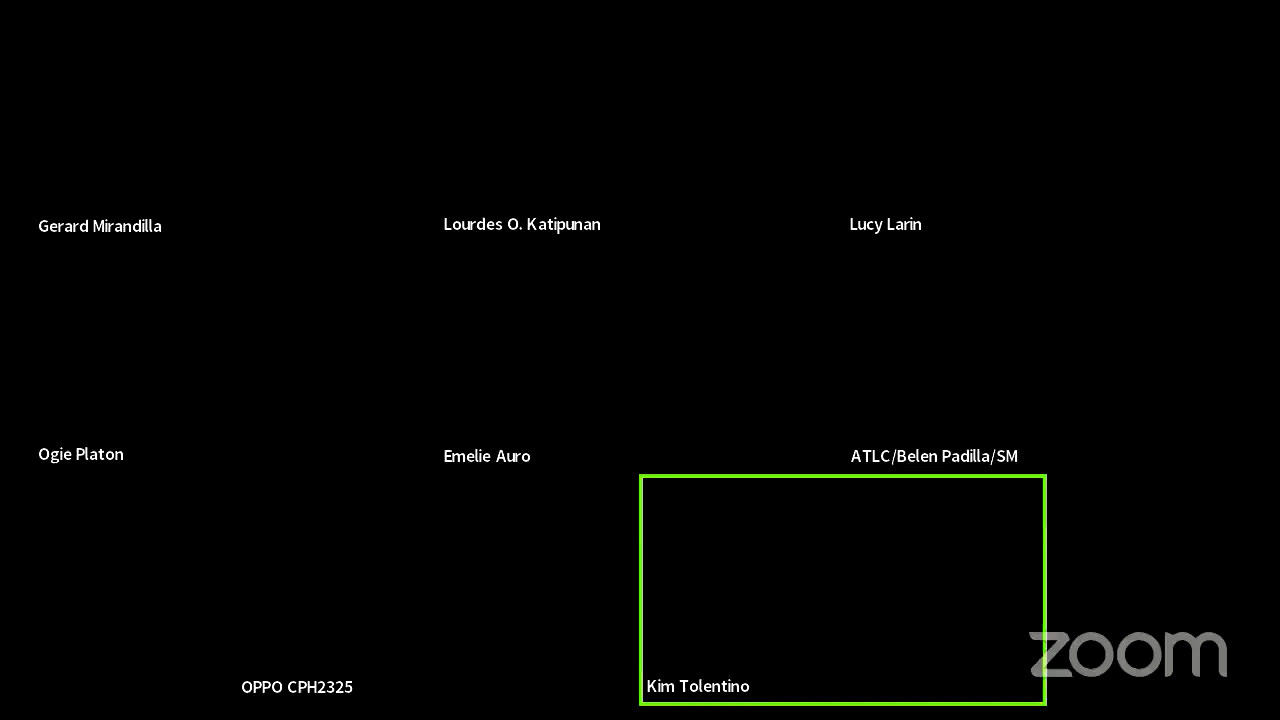 Gerard Mirandilla
Lourdes O. Katipunan
Lucy Larin
Ogie Platon
Emelie Auro
ATLC/Belen Padilla/SM
OPPO CPH2325
Kim Tolentino
zoom